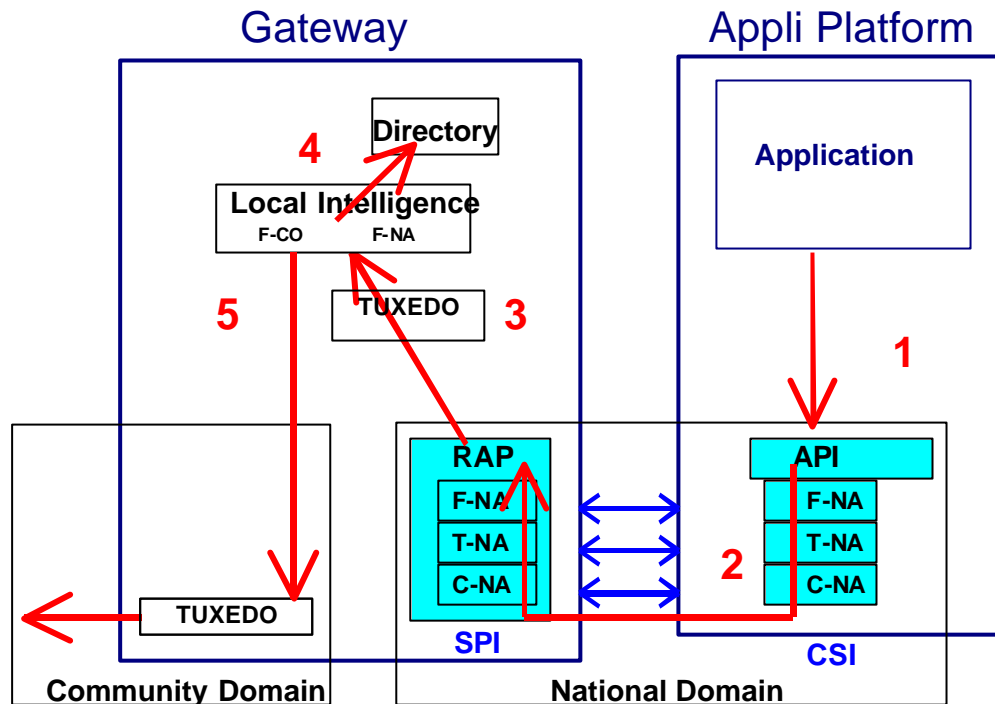 Gateway
Appli Platform
Directory
Application
4
Local Intelligence
F-CO F-NA
TUXEDO
5
3
1
RAP
API
F-NA
F-NA
T-NA
T-NA
C-NA
C-NA
2
TUXEDO
SPI
CSI
Community Domain
National Domain